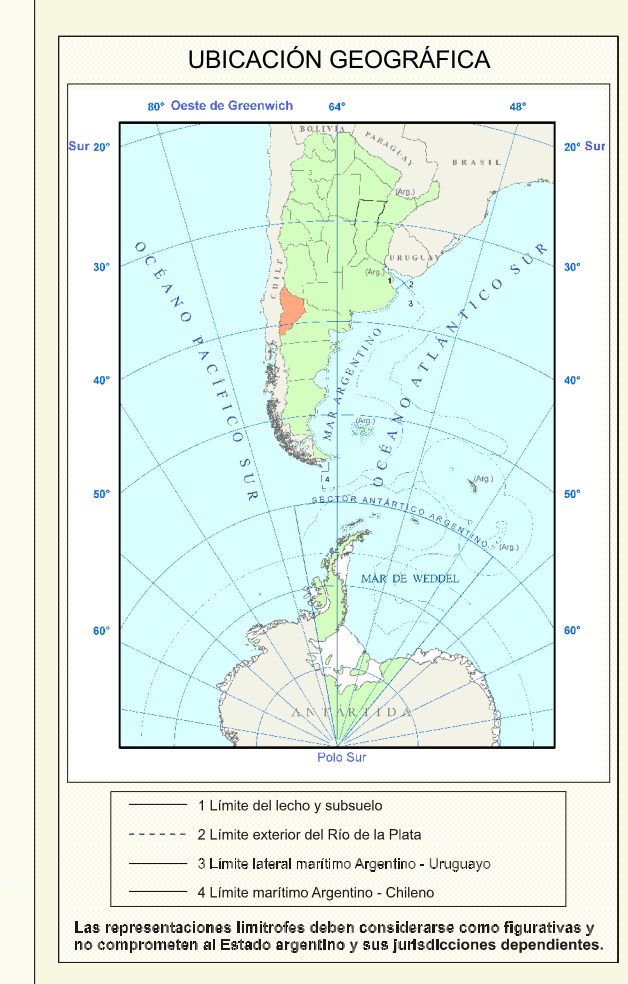 UBICACIÓN GEOGRÁFICA
80° Oeste de Greenwich 64° 48°
Sur 20° 20° Sur
BOLIVIA
PARAGUAY
BRASIL
(Arg.)
OCÉANO PACÍFICO SUR
CHILE
URUGUAY
OCÉANO ATLÁNTICO SUR
30° (Arg.) 1 2 30°
3
MAR ARGENTINO
40° 40°
(Arg.)
4 (Arg.)
50° 50°
SECTOR ANTÁRTICO ARGENTINO
(Arg.)
MAR DE WEDDEL
60° 60°
ANTÁRTIDA
Polo Sur
1 Límite del lecho y subsuelo
2 Límite exterior del Río de la Plata
3 Límite lateral marítimo Argentino - Uruguayo
4 Límite marítimo Argentino - Chileno
Las representaciones limitrofes deben considerarse como figurativas y
no comprometen al Estado argentino y sus jurisdicciones dependientes.